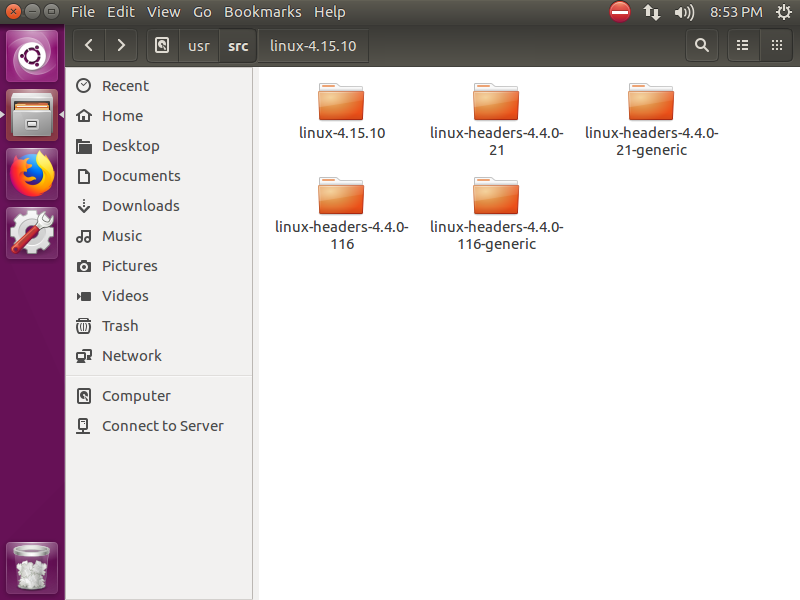 File Edit View Go Bookmarks Help 8:53 PM
usr src linux-4.15.10
Recent
Home
Desktop
Documents
Downloads
Music
Pictures
Videos
Trash
Network
Computer
Connect to Server
linux-4.15.10
linux-headers-4.4.0-
21
linux-headers-4.4.0-
21-generic
linux-headers-4.4.0-
116
linux-headers-4.4.0-
116-generic